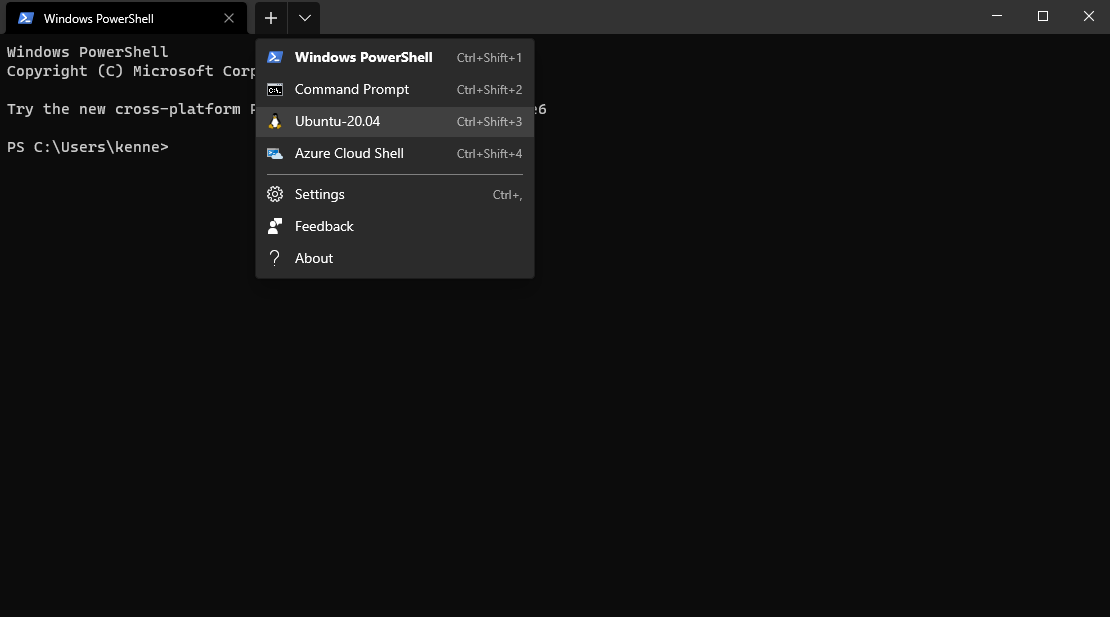 Windows PowerShell
Windows PowerShell
Copyright (C) Microsoft
Try the new cross-platform
PS C:\Users\kenne>
Windows PowerShell Ctrl+Shift+1
Command Prompt Ctrl+Shift+2
Ubuntu-20.04 Ctrl+Shift+3
Azure Cloud Shell Ctrl+Shift+4
Settings Ctrl+,
Feedback
About